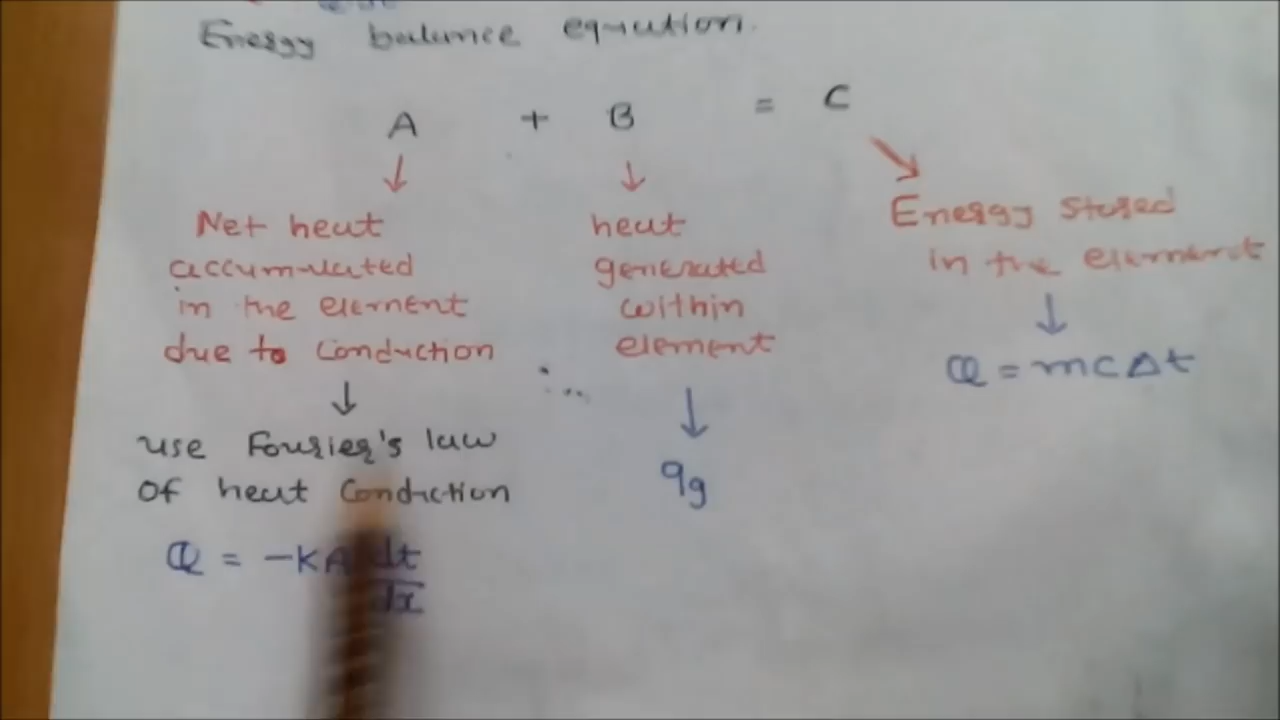 Energy balance equation.
A + B = C
Net heat
accumulated
in the element
due to conduction
use Fourier's law
of heat conduction
Q = -KA dt
dx
heat
generated
within
element
qg
Energy stored
in the element
Q = mcΔt